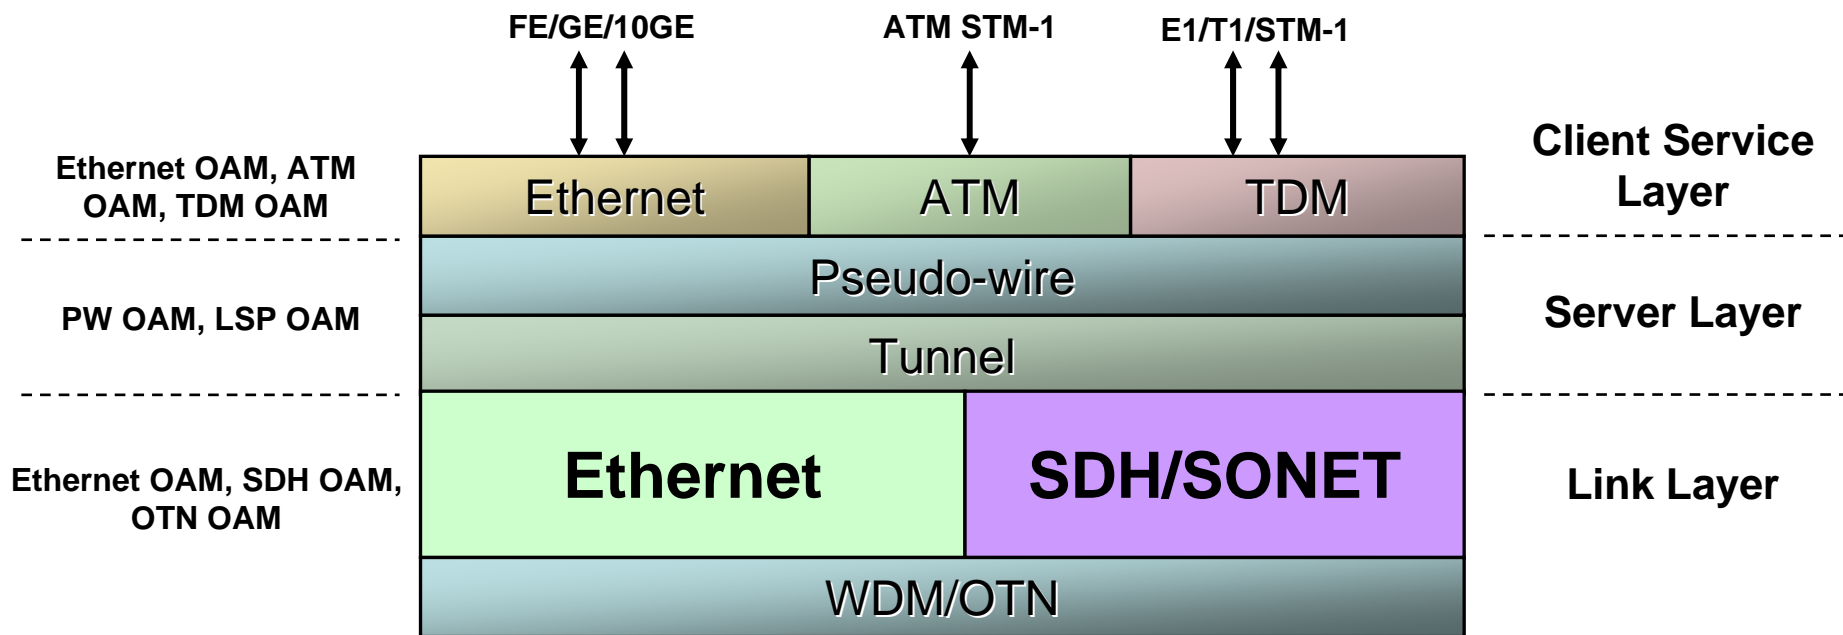 FE/GE/10GE
ATM STM-1
E1/T1/STM-1
Ethernet OAM, ATM
OAM, TDM OAM
Ethernet
ATM
TDM
Client Service
Layer
Pseudo-wire
PW OAM, LSP OAM
Server Layer
Tunnel
Ethernet OAM, SDH OAM,
OTN OAM
Ethernet
SDH/SONET
Link Layer
WDM/OTN